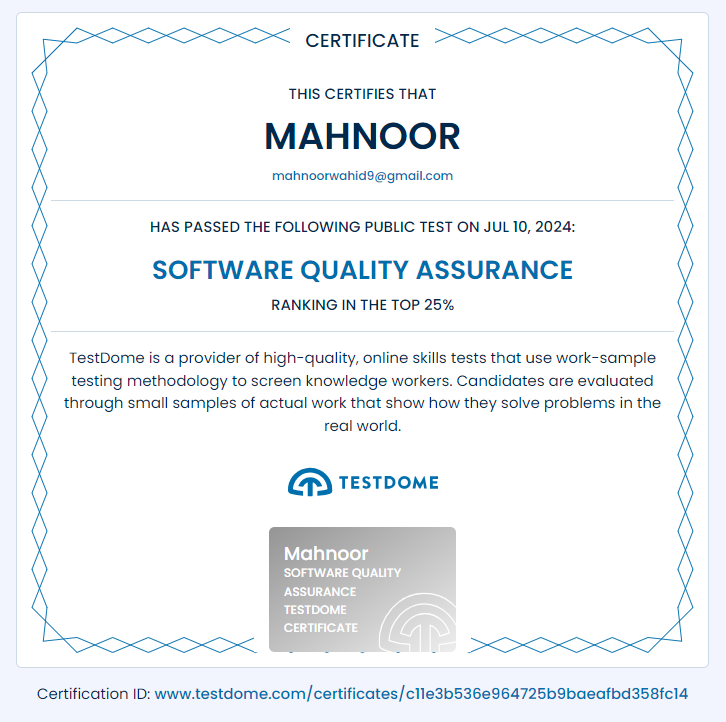 CERTIFICATE
THIS CERTIFIES THAT
MAHNOOR
mahnoorwahid9@gmail.com
HAS PASSED THE FOLLOWING PUBLIC TEST ON JUL 10, 2024:
SOFTWARE QUALITY ASSURANCE
RANKING IN THE TOP 25%
TestDome is a provider of high-quality, online skills tests that use work-sample
testing methodology to screen knowledge workers. Candidates are evaluated
through small samples of actual work that show how they solve problems in the
real world.
TESTDOME
Mahnoor
SOFTWARE QUALITY
ASSURANCE
TESTDOME
CERTIFICATE
Certification ID: www.testdome.com/certificates/c11e3b536e964725b9baeafbd358fc14